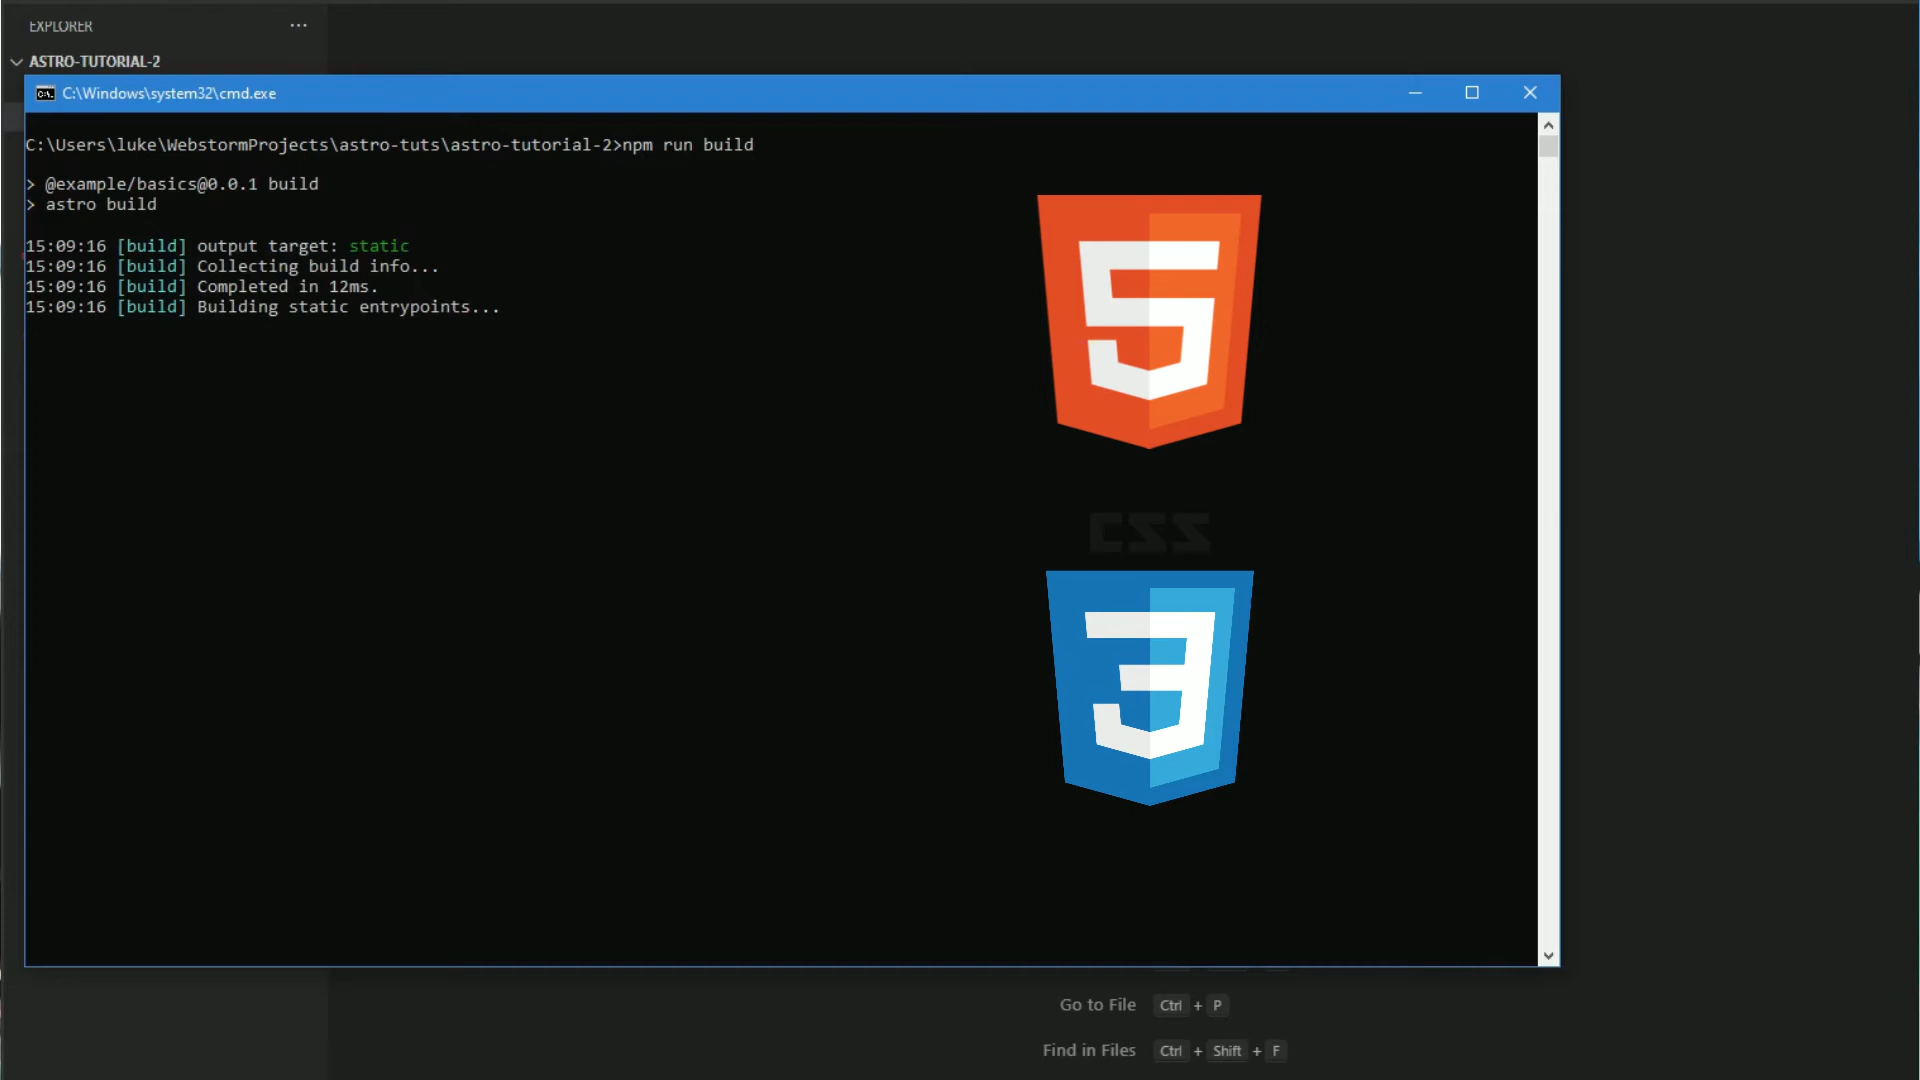 EXPLORER
ASTRO-TUTORIAL-2
C:\Windows\system32\cmd.exe
C:\Users\luke\WebstormProjects\astro-tuts\astro-tutorial-2>npm run build
> @example/basics@0.0.1 build
> astro build
15:09:16 [build] output target: static
15:09:16 [build] Collecting build info...
15:09:16 [build] Completed in 12ms.
15:09:16 [build] Building static entrypoints...
5
CSS
3
Go to File Ctrl + P
Find in Files Ctrl + Shift + F